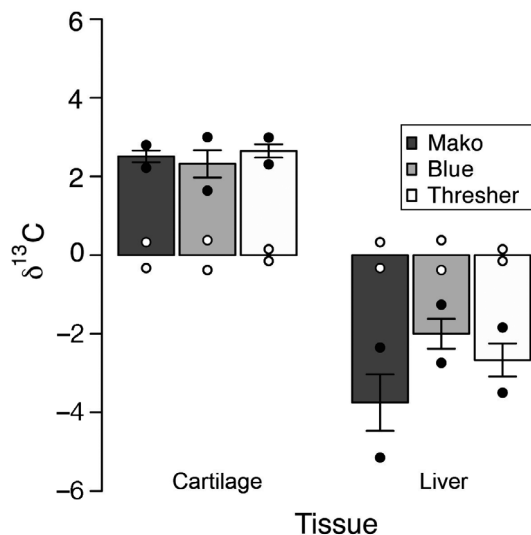 6
4
2
0
−2
−4
−6
δ13C
Mako
Blue
Thresher
Cartilage
Liver
Tissue